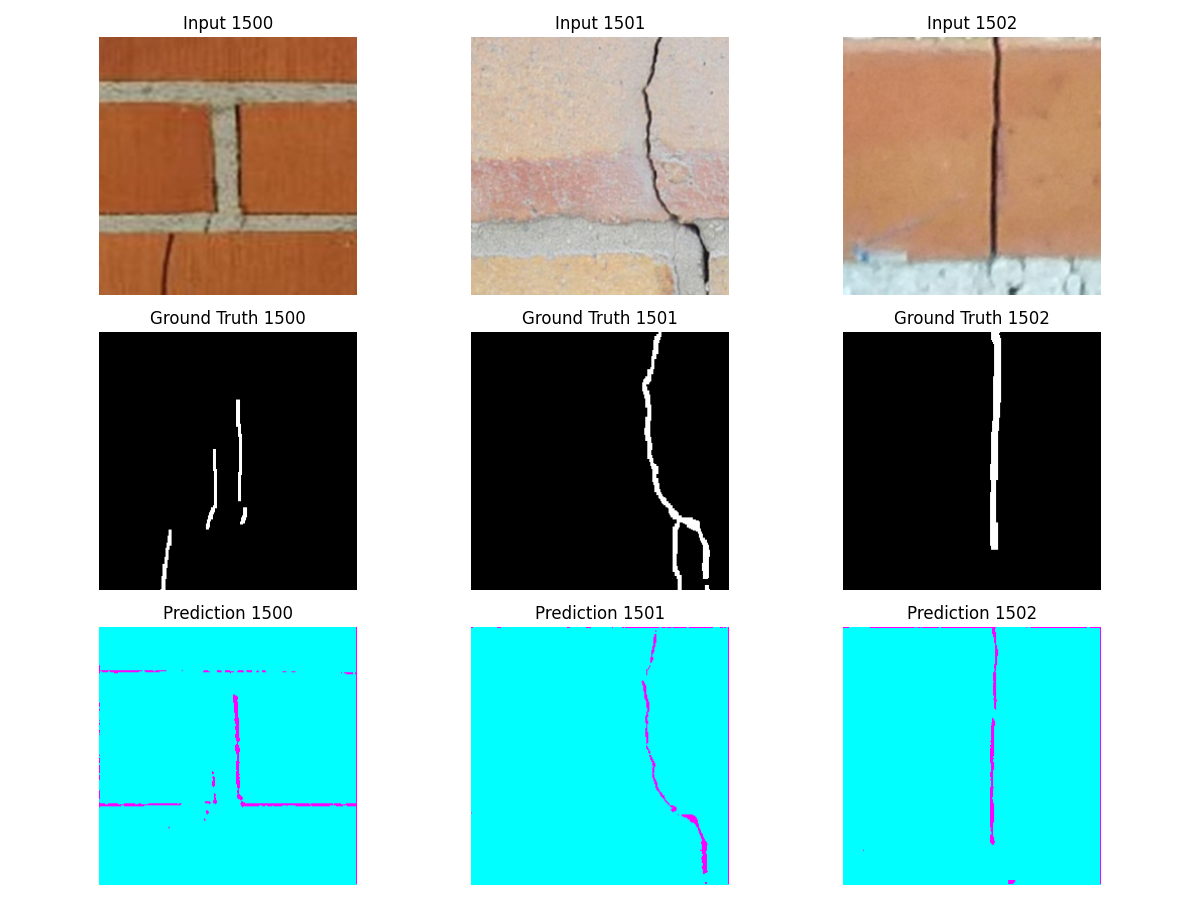 Input 1500
Input 1501
Input 1502
Ground Truth 1500
Ground Truth 1501
Ground Truth 1502
Prediction 1500
Prediction 1501
Prediction 1502